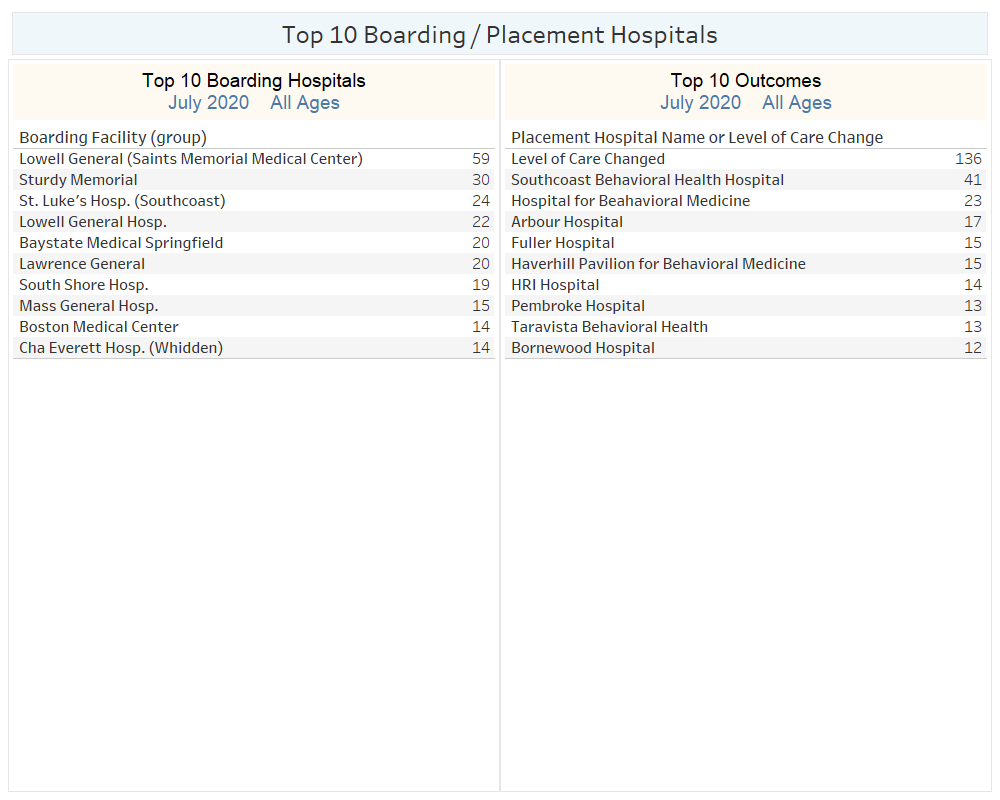 Top 10 Boarding / Placement Hospitals
Top 10 Boarding Hospitals
July 2020 All Ages
Boarding Facility (group)
Lowell General (Saints Memorial Medical Center) 59
Sturdy Memorial 30
St. Luke's Hosp. (Southcoast) 24
Lowell General Hosp. 22
Baystate Medical Springfield 20
Lawrence General 20
South Shore Hosp. 19
Mass General Hosp. 15
Boston Medical Center 14
Cha Everett Hosp. (Whidden) 14
Top 10 Outcomes
July 2020 All Ages
Placement Hospital Name or Level of Care Change
Level of Care Changed 136
Southcoast Behavioral Health Hospital 41
Hospital for Beahavioral Medicine 23
Arbour Hospital 17
Fuller Hospital 15
Haverhill Pavilion for Behavioral Medicine 15
HRI Hospital 14
Pembroke Hospital 13
Taravista Behavioral Health 13
Bornewood Hospital 12